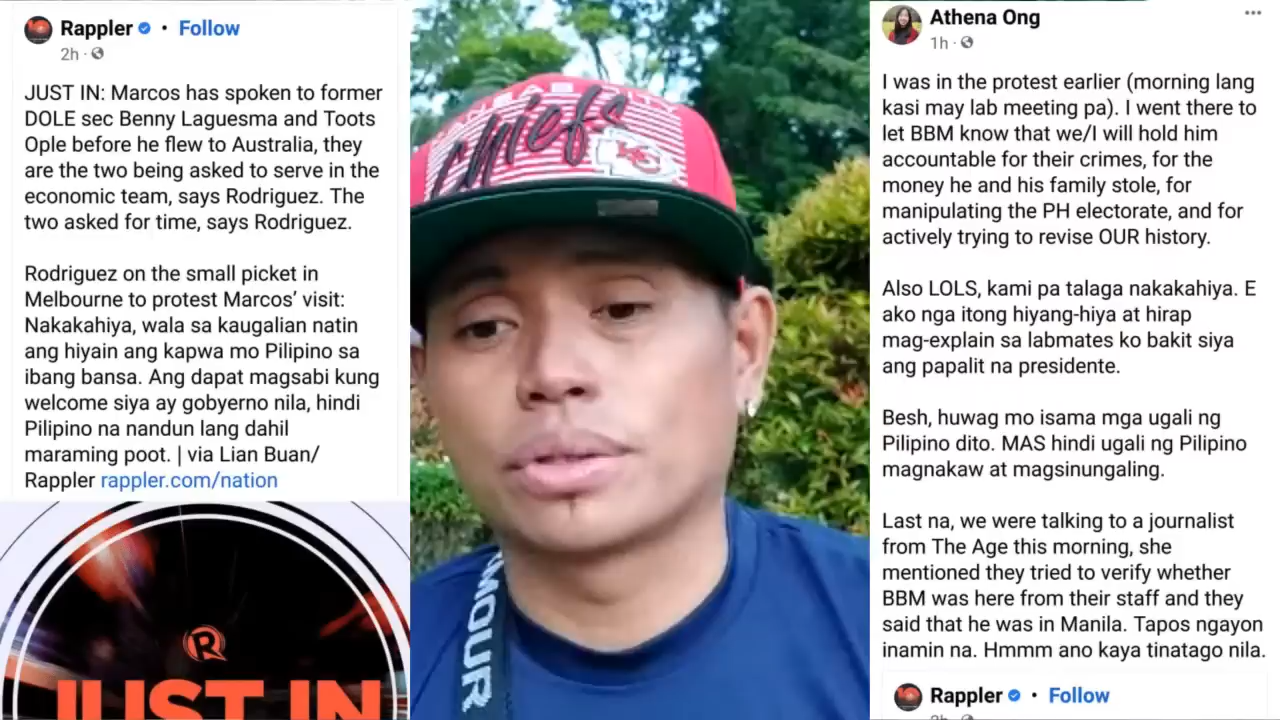 Rappler • Follow
2h
JUST IN: Marcos has spoken to former
DOLE sec Benny Laguesma and Toots
Ople before he flew to Australia, they
are the two being asked to serve in the
economic team, says Rodriguez. The
two asked for time, says Rodriguez.
Rodriguez on the small picket in
Melbourne to protest Marcos’ visit:
Nakakahiya, wala sa kaugalian natin
ang hiyain ang kapwa mo Pilipino sa
ibang bansa. Ang dapat magsabi kung
welcome siya ay gobyerno nila, hindi
Pilipino na nandun lang dahil
maraming poot. | via Lian Buan/
Rappler rappler.com/nation
R
JUST IN
KANSAS CITY
Chiefs
KC
MOUR
Athena Ong
1h
I was in the protest earlier (morning lang
kasi may lab meeting pa). I went there to
let BBM know that we/I will hold him
accountable for their crimes, for the
money he and his family stole, for
manipulating the PH electorate, and for
actively trying to revise OUR history.
Also LOLS, kami pa talaga nakakahiya. E
ako nga itong hiyang-hiya at hirap
mag-explain sa labmates ko bakit siya
ang papalit na presidente.
Besh, huwag mo isama mga ugali ng
Pilipino dito. MAS hindi ugali ng Pilipino
magnakaw at magsinungaling.
Last na, we were talking to a journalist
from The Age this morning, she
mentioned they tried to verify whether
BBM was here from their staff and they
said that he was in Manila. Tapos ngayon
inamin na. Hmmm ano kaya tinatago nila.
Rappler • Follow